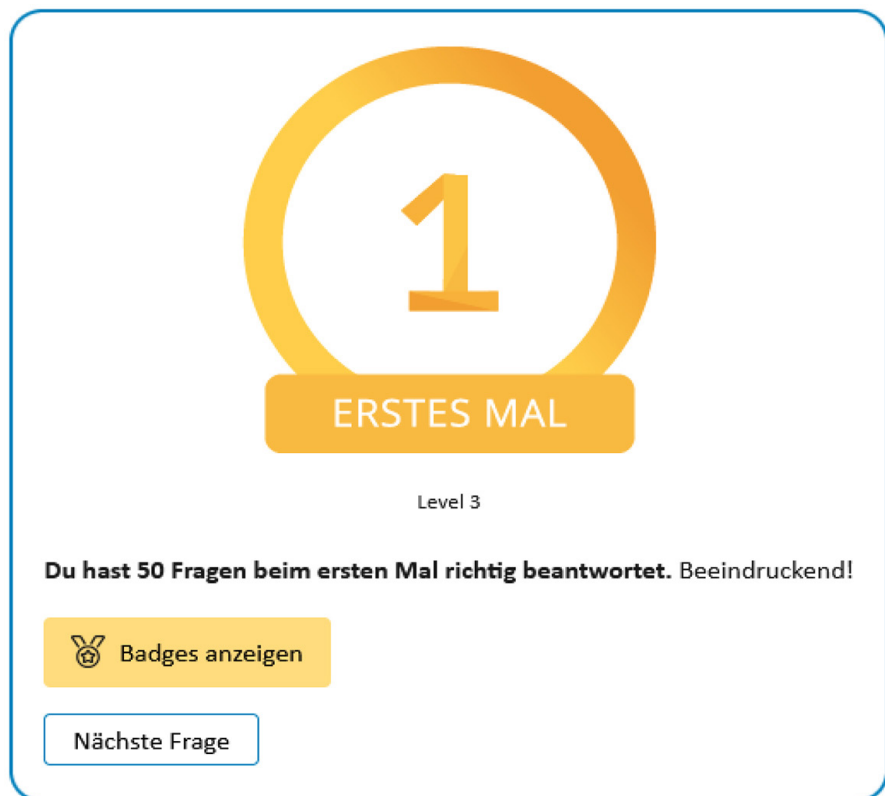 1
ERSTES MAL
Level 3
Du hast 50 Fragen beim ersten Mal richtig beantwortet. Beeindruckend!
Badges anzeigen
Nächste Frage